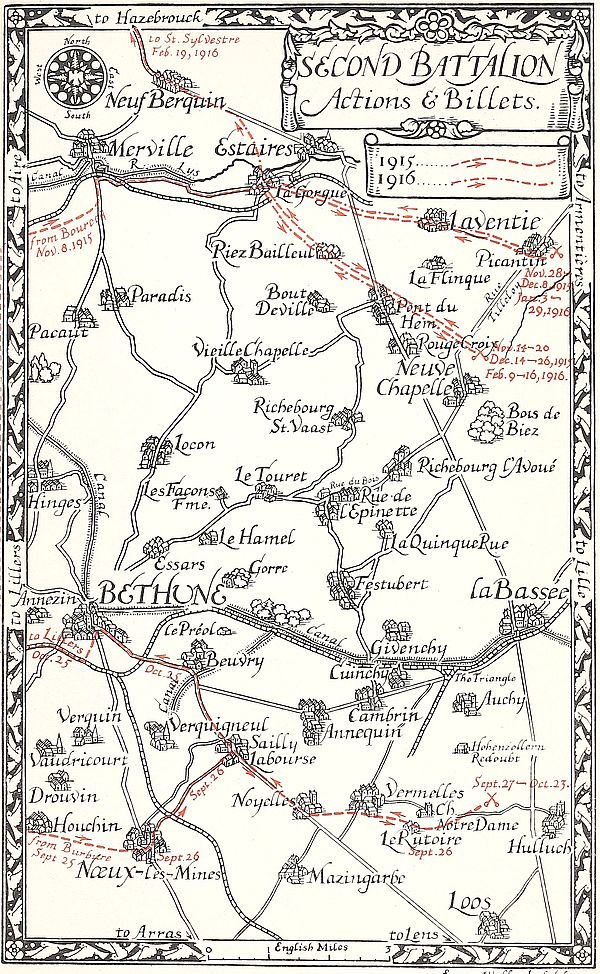 to Hazebrouck
to St. Sylvestre
Feb. 19, 1916
SECOND BATTALION
Actions & Billets.
North
West
East
South
Neuf Berquin
1915
1916
Merville
Estaires
R. Lys
Canal
to Aire
La Gorgue
to Armentières
from Bourecq
Nov. 8. 1915
Laventie
Picantin
Riez Bailleul
La Flinque
Nov. 28–
Dec. 8, 1915
Jan. 3–
29, 1916
Rue Tilleloy
Paradis
Bout
Deville
Pont du
Hem
Pacaut
Rouge Croix
Nov. 14–20
Dec. 14–26, 1915
Feb. 9–16, 1916.
Vieille Chapelle
Neuve
Chapelle
Richebourg
St. Vaast
Bois de
Biez
Locon
Le Touret
Richebourg l'Avoué
Rue du Bois
Les Façons
Fme.
Rue de
l'Epinette
Hinges
Canal
Le Hamel
La Quinque Rue
Essars
Gorre
Festubert
to Lillers
to Lille
BETHUNE
la Bassee
Annezin
le Préol
Canal
Givenchy
to Lillers
Oct. 25
Oct. 25
Beuvry
Cuinchy
The Triangle
Canal
Cambrin
Auchy
Annequin
Verquin
Verquigneul
Sailly
Labourse
Hohenzollern
Redoubt
Vaudricourt
Drouvin
Sept. 26
Noyelles
Vermelles
Sept. 27–Oct. 23.
Ch.
Notre Dame
Houchin
Le Rutoire
Sept. 26
Hulluch
from Burbure
Sept 25
Sept. 26
Nœux-les-Mines
Mazingarbe
Loos
to Arras
to Lens
English Miles
0
3